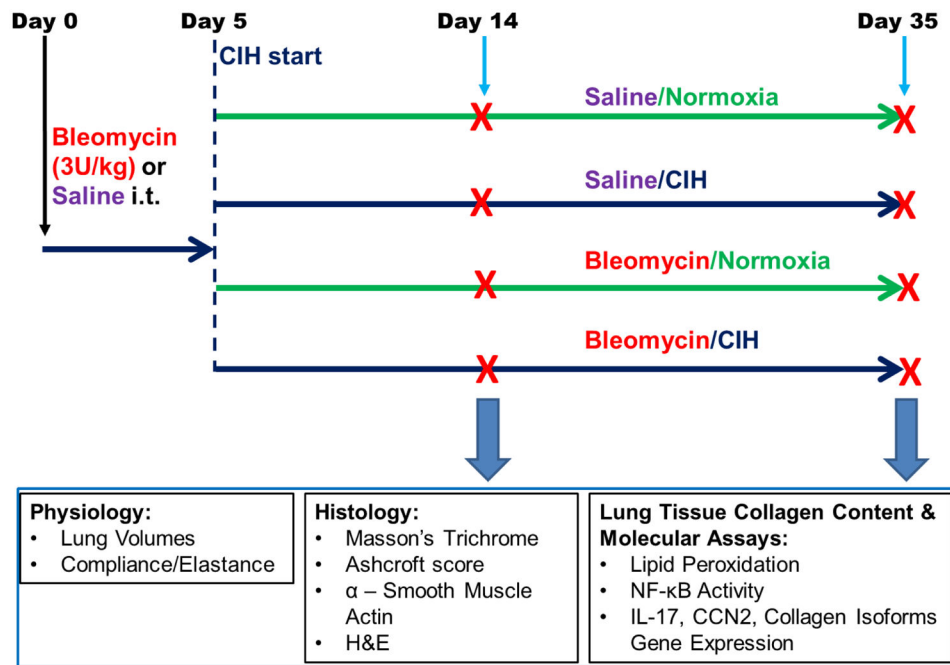 Day 0 Day 5 Day 14 Day 35
CIH start
Bleomycin
(3U/kg) or
Saline i.t.
Saline/Normoxia
X X
Saline/CIH
X X
Bleomycin/Normoxia
X X
Bleomycin/CIH
X X
Physiology:
• Lung Volumes
• Compliance/Elastance
Histology:
• Masson's Trichrome
• Ashcroft score
• α – Smooth Muscle
Actin
• H&E
Lung Tissue Collagen Content &
Molecular Assays:
• Lipid Peroxidation
• NF-κB Activity
• IL-17, CCN2, Collagen Isoforms
Gene Expression